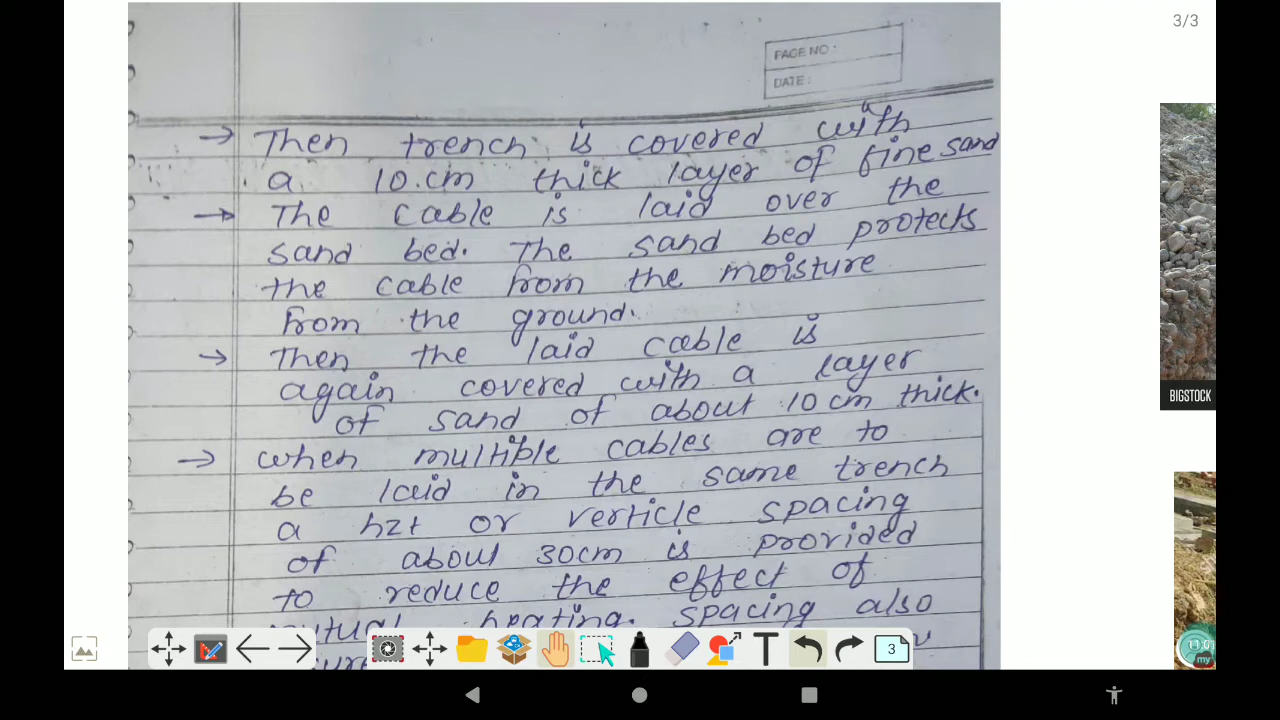 3/3
PAGE NO :
DATE :
→ Then trench is covered with
a 10.cm thick layer of fine sand
→ The cable is laid over the
sand bed. The sand bed protects
the cable from the moisture
from the ground.
→ Then the laid cable is
again covered with a layer
of sand of about 10 cm thick.
→ when multiple cables are to
be laid in the same trench
a hzt or verticle spacing
of about 30cm is provided
to reduce the effect of
mutual heating. spacing also
BIGSTOCK
T
3
my